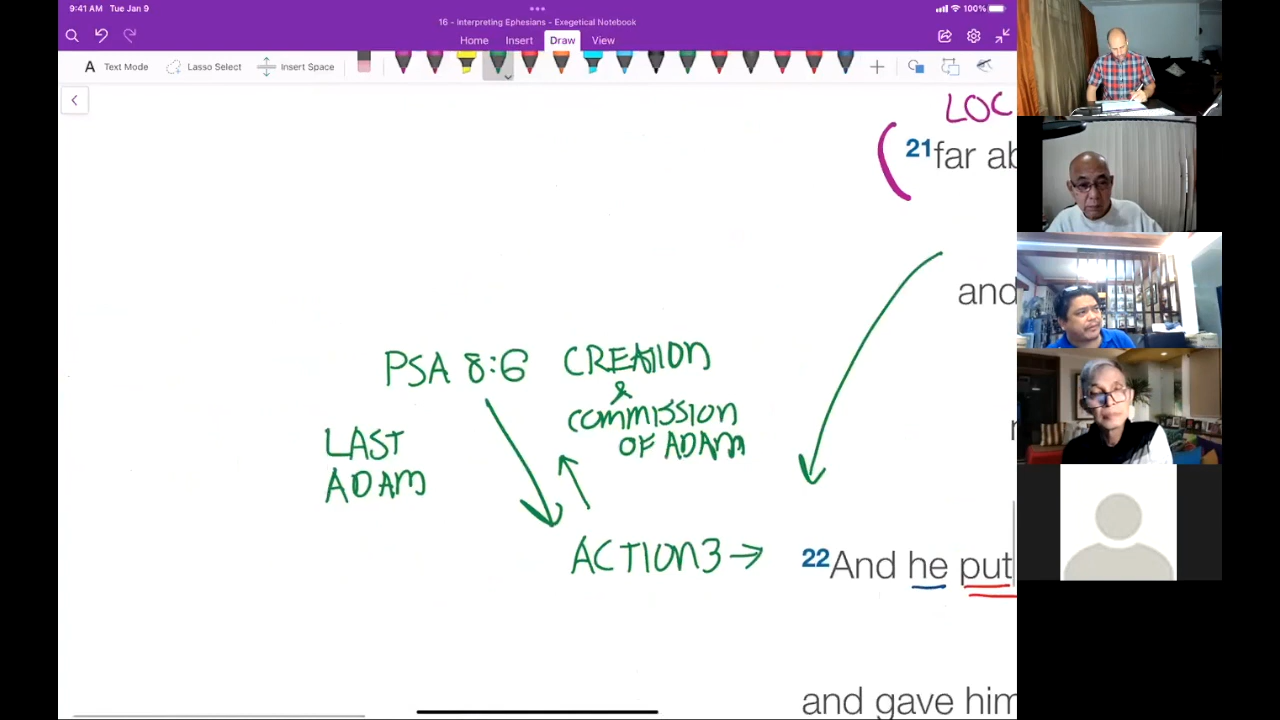 9:41 AM Tue Jan 9
100%
16 - Interpreting Ephesians - Exegetical Notebook
Home Insert Draw View
A Text Mode Lasso Select Insert Space
LOC
21far ab
and
PSA 8:6 CREATION
&
COMMISSION
OF ADAM
LAST
ADAM
ACTION 3 →
22And he put
and gave him